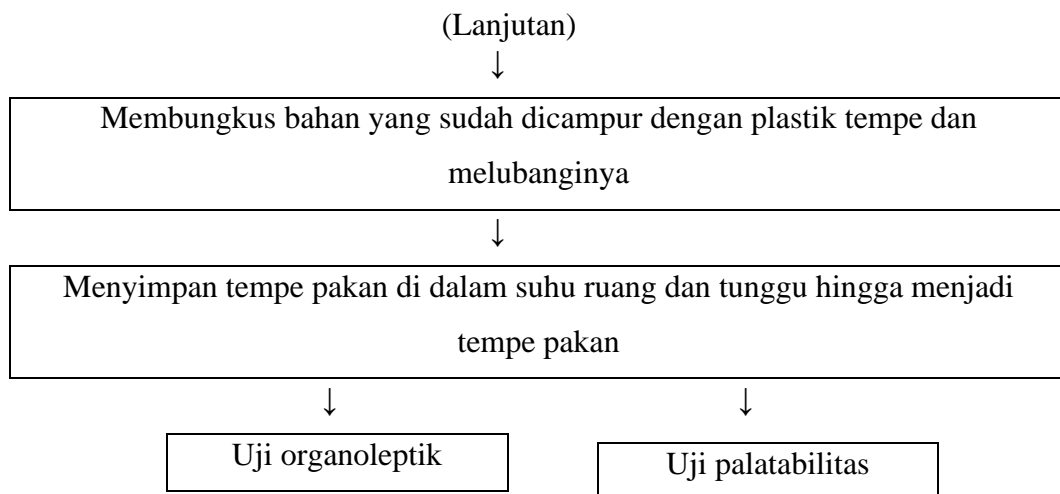 (Lanjutan)
↓
Membungkus bahan yang sudah dicampur dengan plastik tempe dan
melubanginya
↓
Menyimpan tempe pakan di dalam suhu ruang dan tunggu hingga menjadi
tempe pakan
↓ ↓
Uji organoleptik Uji palatabilitas